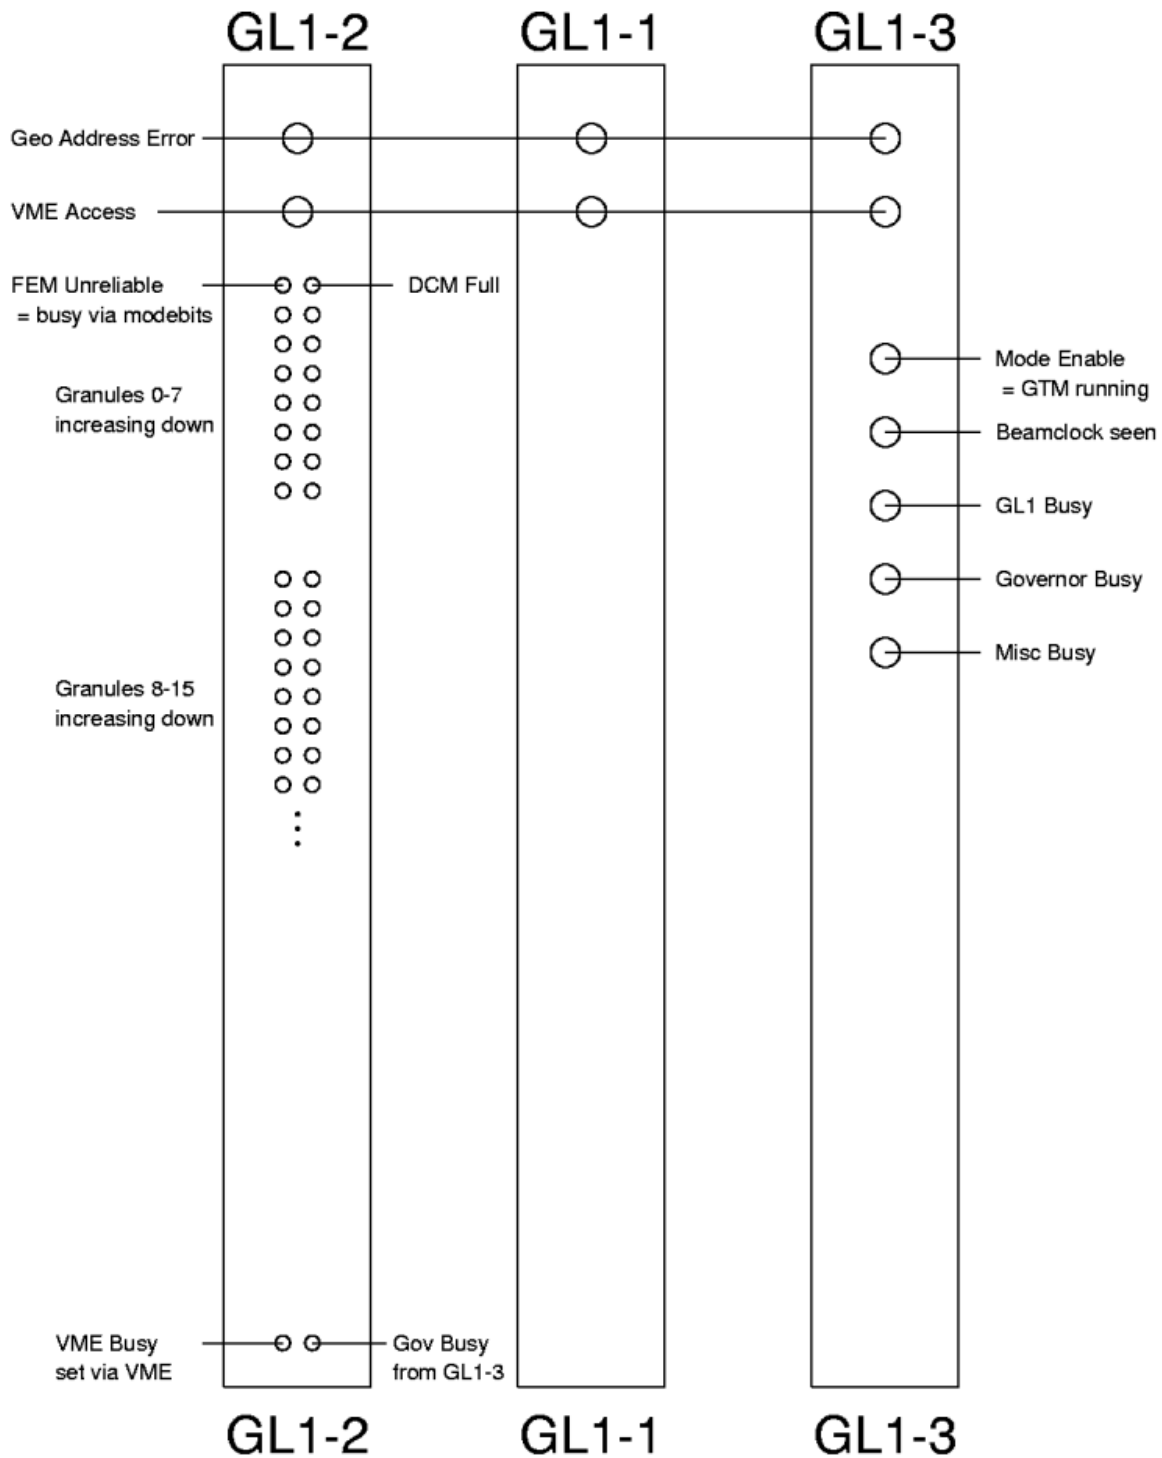 GL1-2
GL1-1
GL1-3
Geo Address Error
VME Access
FEM Unreliable
= busy via modebits
DCM Full
Granules 0-7
increasing down
Mode Enable
= GTM running
Beamclock seen
GL1 Busy
Governor Busy
Misc Busy
Granules 8-15
increasing down
VME Busy
set via VME
Gov Busy
from GL1-3
GL1-2
GL1-1
GL1-3